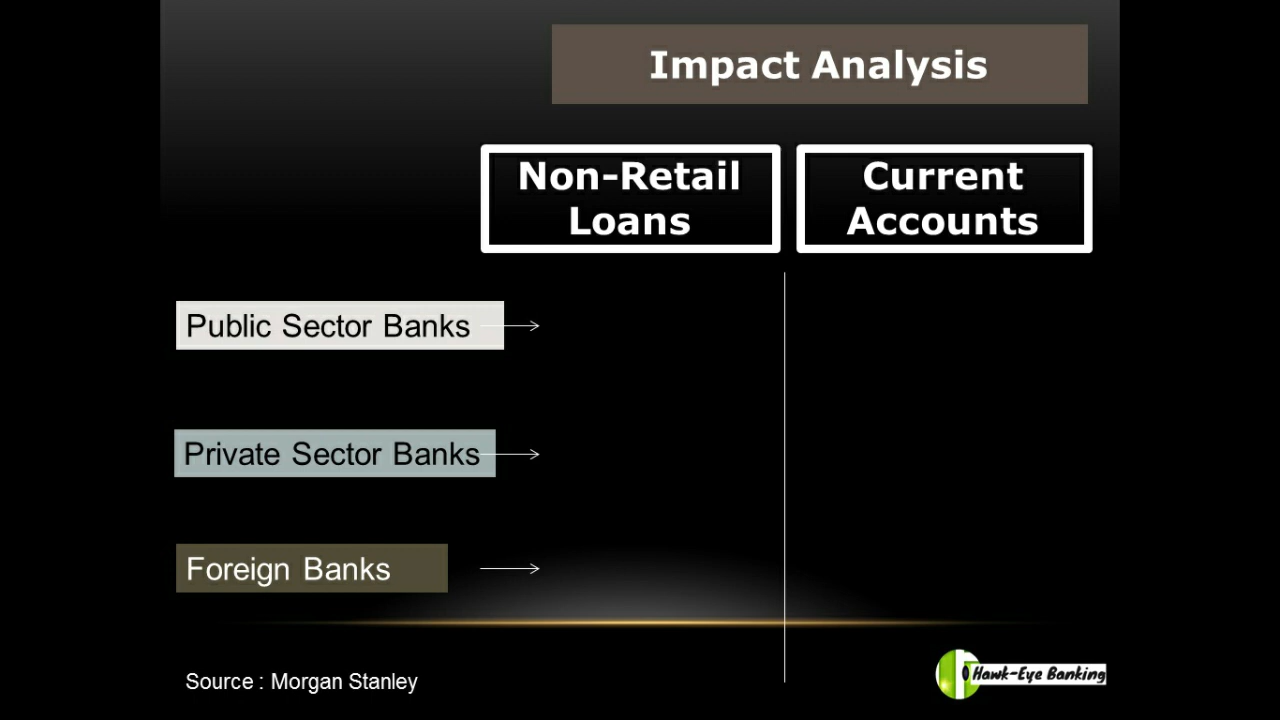 Impact Analysis
Non-Retail
Loans
Current
Accounts
Public Sector Banks
Private Sector Banks
Foreign Banks
Source : Morgan Stanley
Hawk-Eye Banking